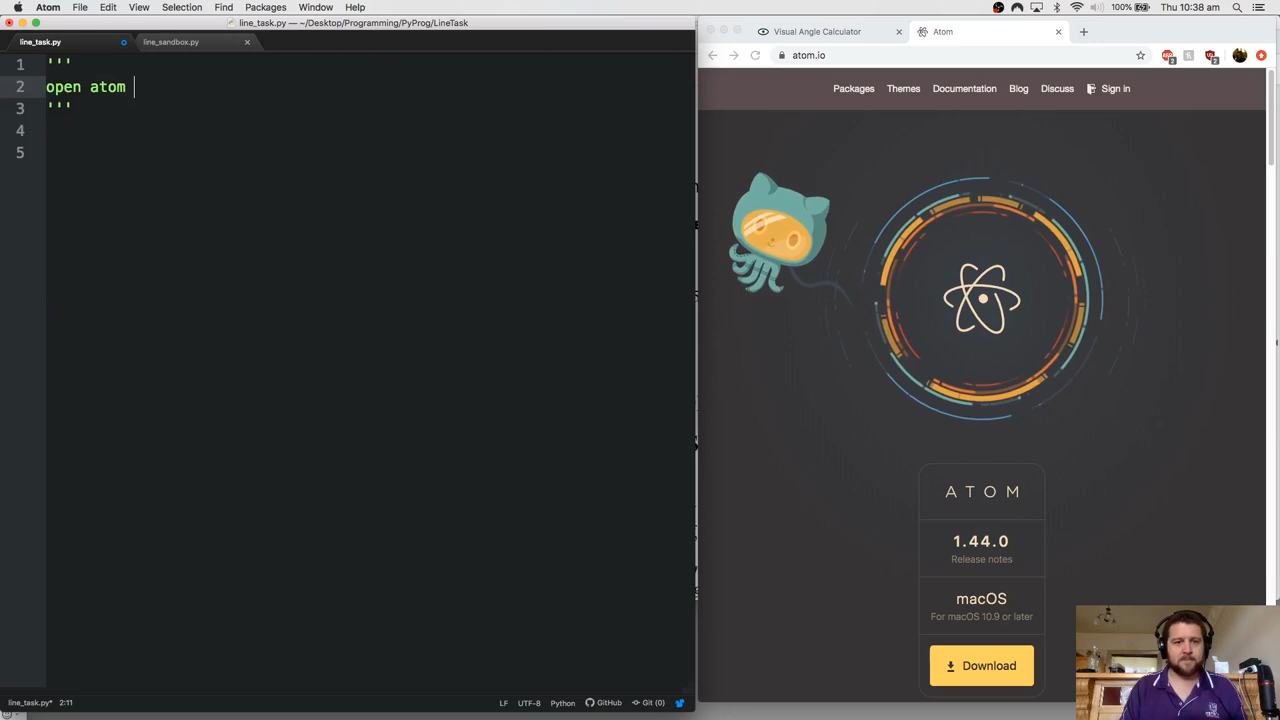 Atom File Edit View Selection Find Packages Window Help
100% Thu 10:38 am
line_task.py — ~/Desktop/Programming/PyProg/LineTask
line_task.py line_sandbox.py
1 '''
2 open atom
3 '''
4
5
line_task.py* 2:11 LF UTF-8 Python GitHub Git (0)
Visual Angle Calculator Atom
atom.io
Packages Themes Documentation Blog Discuss Sign in
ATOM
1.44.0
Release notes
macOS
For macOS 10.9 or later
Download